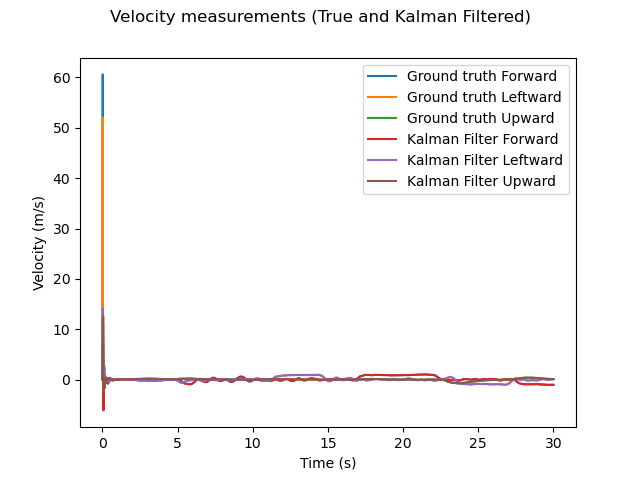 Velocity measurements (True and Kalman Filtered)
60
50
40
30
20
10
0
Velocity (m/s)
Ground truth Forward
Ground truth Leftward
Ground truth Upward
Kalman Filter Forward
Kalman Filter Leftward
Kalman Filter Upward
0 5 10 15 20 25 30
Time (s)